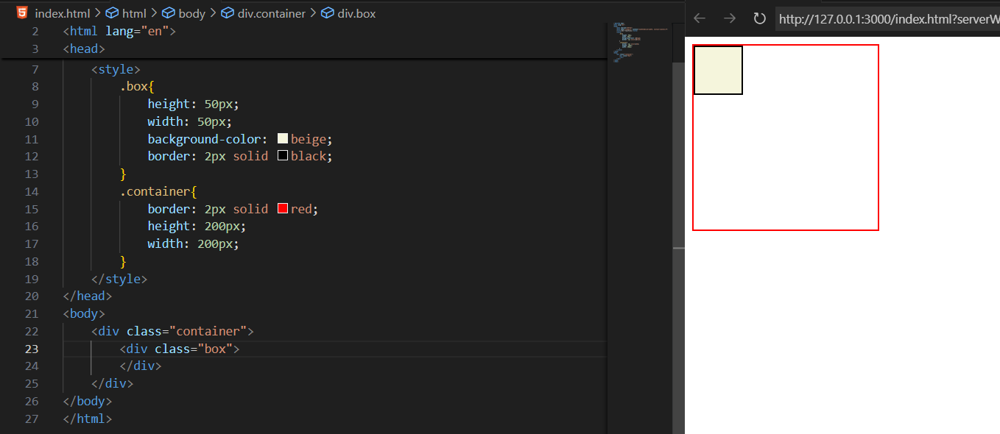 index.html > html > body > div.container > div.box
http://127.0.0.1:3000/index.html?serverW
2 <html lang="en">
3 <head>
7 <style>
8 .box{
9 height: 50px;
10 width: 50px;
11 background-color: beige;
12 border: 2px solid black;
13 }
14 .container{
15 border: 2px solid red;
16 height: 200px;
17 width: 200px;
18 }
19 </style>
20 </head>
21 <body>
22 <div class="container">
23 <div class="box">
24 </div>
25 </div>
26 </body>
27 </html>